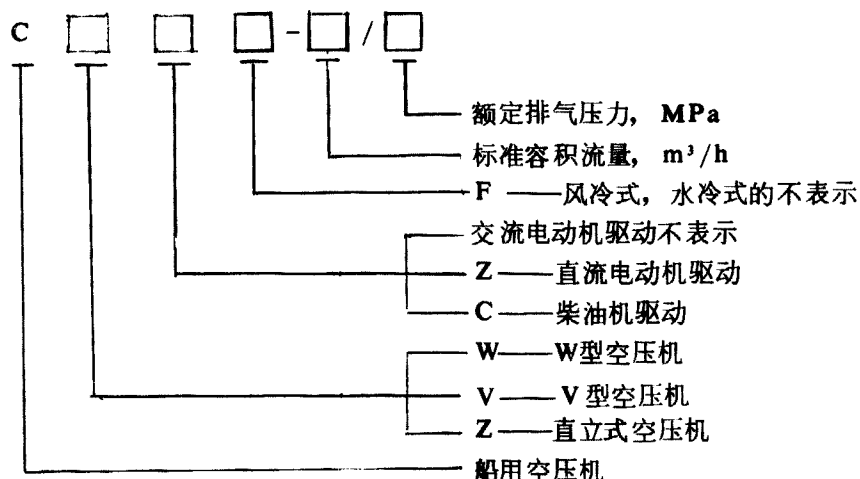 C □ □ □ - □ / □
额定排气压力，MPa
标准容积流量，m³/h
F——风冷式，水冷式的不表示
交流电动机驱动不表示
Z——直流电动机驱动
C——柴油机驱动
W——W型空压机
V——V型空压机
Z——直立式空压机
船用空压机